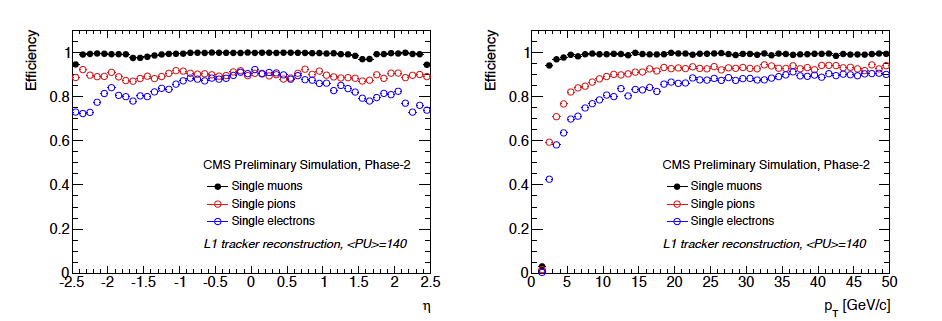 Efficiency
1
0.8
0.6
0.4
0.2
0
CMS Preliminary Simulation, Phase-2
Single muons
Single pions
Single electrons
L1 tracker reconstruction, <PU>=140
-2.5 -2 -1.5 -1 -0.5 0 0.5 1 1.5 2 2.5
η
Efficiency
1
0.8
0.6
0.4
0.2
0
CMS Preliminary Simulation, Phase-2
Single muons
Single pions
Single electrons
L1 tracker reconstruction, <PU>=140
0 5 10 15 20 25 30 35 40 45 50
p_T [GeV/c]